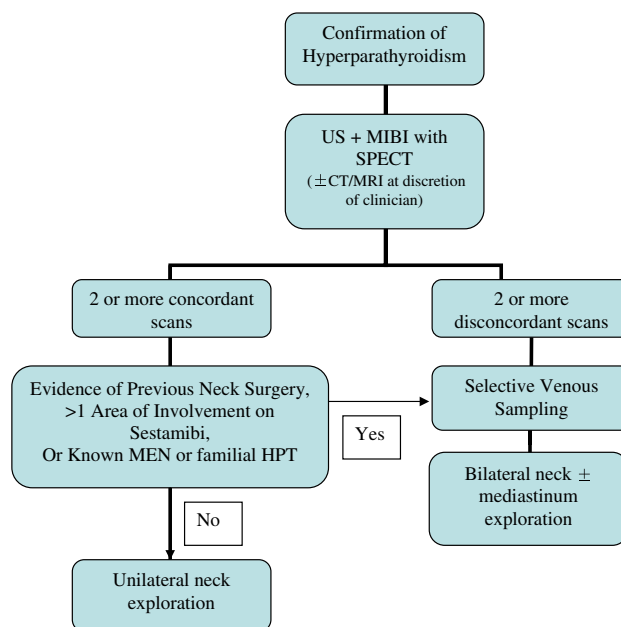 Confirmation of
Hyperparathyroidism
US + MIBI with
SPECT
(±CT/MRI at discretion
of clinician)
2 or more concordant
scans
2 or more
disconcordant scans
Evidence of Previous Neck Surgery,
>1 Area of Involvement on
Sestamibi,
Or Known MEN or familial HPT
Yes
Selective Venous
Sampling
Bilateral neck ±
mediastinum
exploration
No
Unilateral neck
exploration